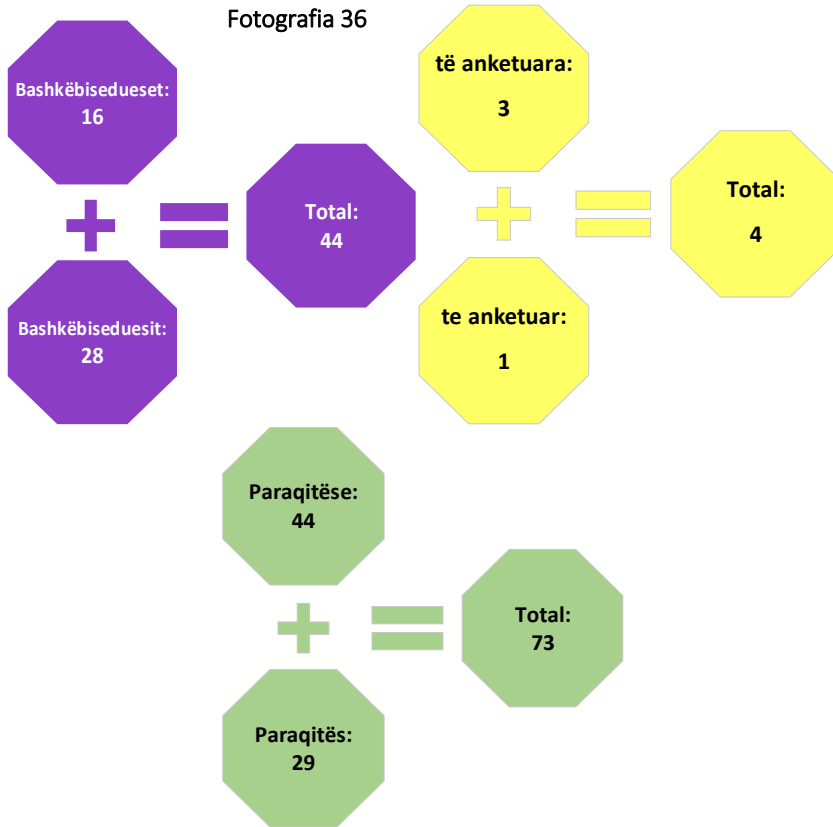 Fotografia 36
Bashkëbisedueset:
16
Bashkëbiseduesit:
28
Total:
44
të anketuara:
3
te anketuar:
1
Total:
4
Paraqitëse:
44
Paraqitës:
29
Total:
73